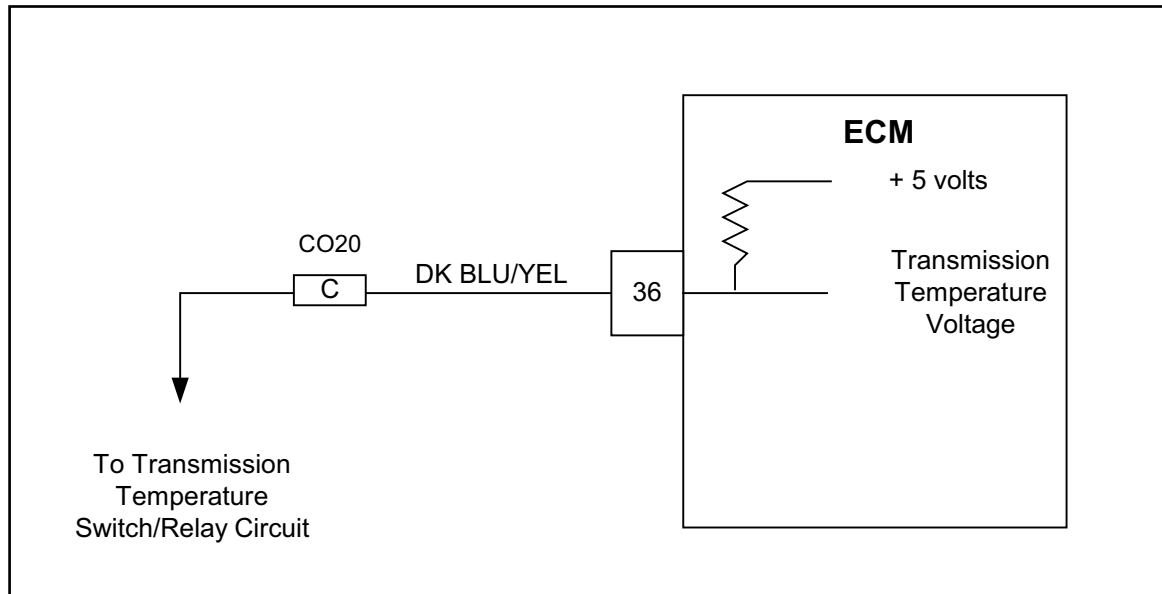 ECM
+ 5 volts
CO20
C
DK BLU/YEL
36
Transmission
Temperature
Voltage
To Transmission
Temperature
Switch/Relay Circuit